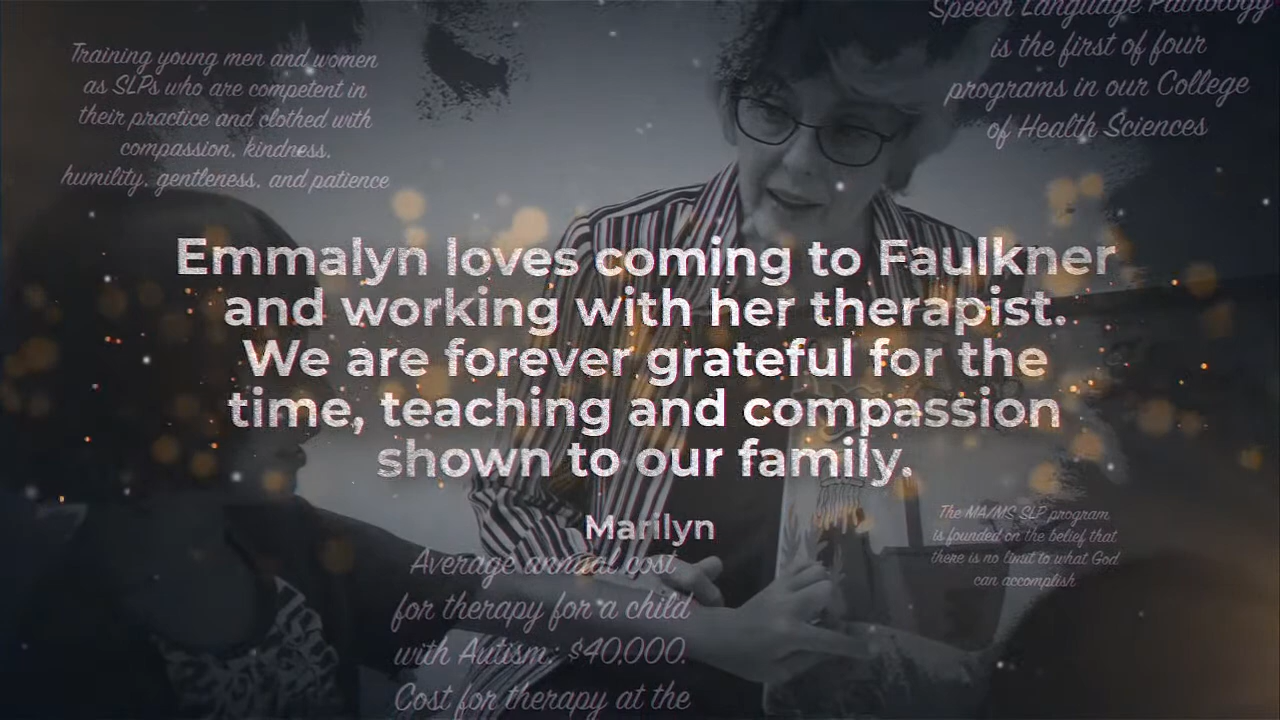 Speech Language Pathology
is the first of four
programs in our College
of Health Sciences
Training young men and women
as SLPs who are competent in
their practice and clothed with
compassion, kindness,
humility, gentleness, and patience
Emmalyn loves coming to Faulkner
and working with her therapist.
We are forever grateful for the
time, teaching and compassion
shown to our family.
Marilyn
The MA/MS SLP program
is founded on the belief that
there is no limit to what God
can accomplish
Average annual cost
for therapy for a child
with Autism: $40,000.
Cost for therapy at the